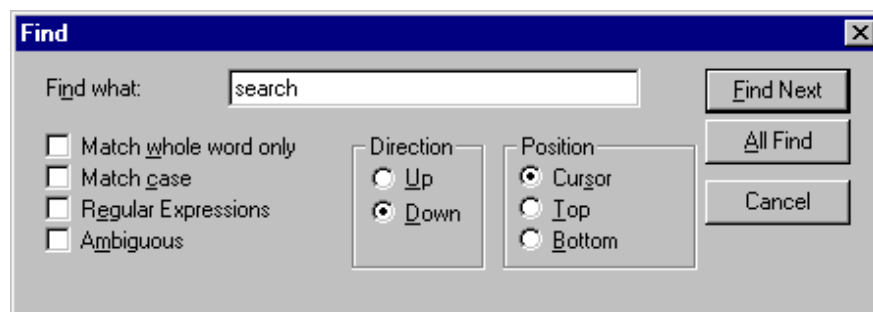 Find
Find what: search
Find Next
Match whole word only
Match case
Regular Expressions
Ambiguous
Direction
Up
Down
Position
Cursor
Top
Bottom
All Find
Cancel